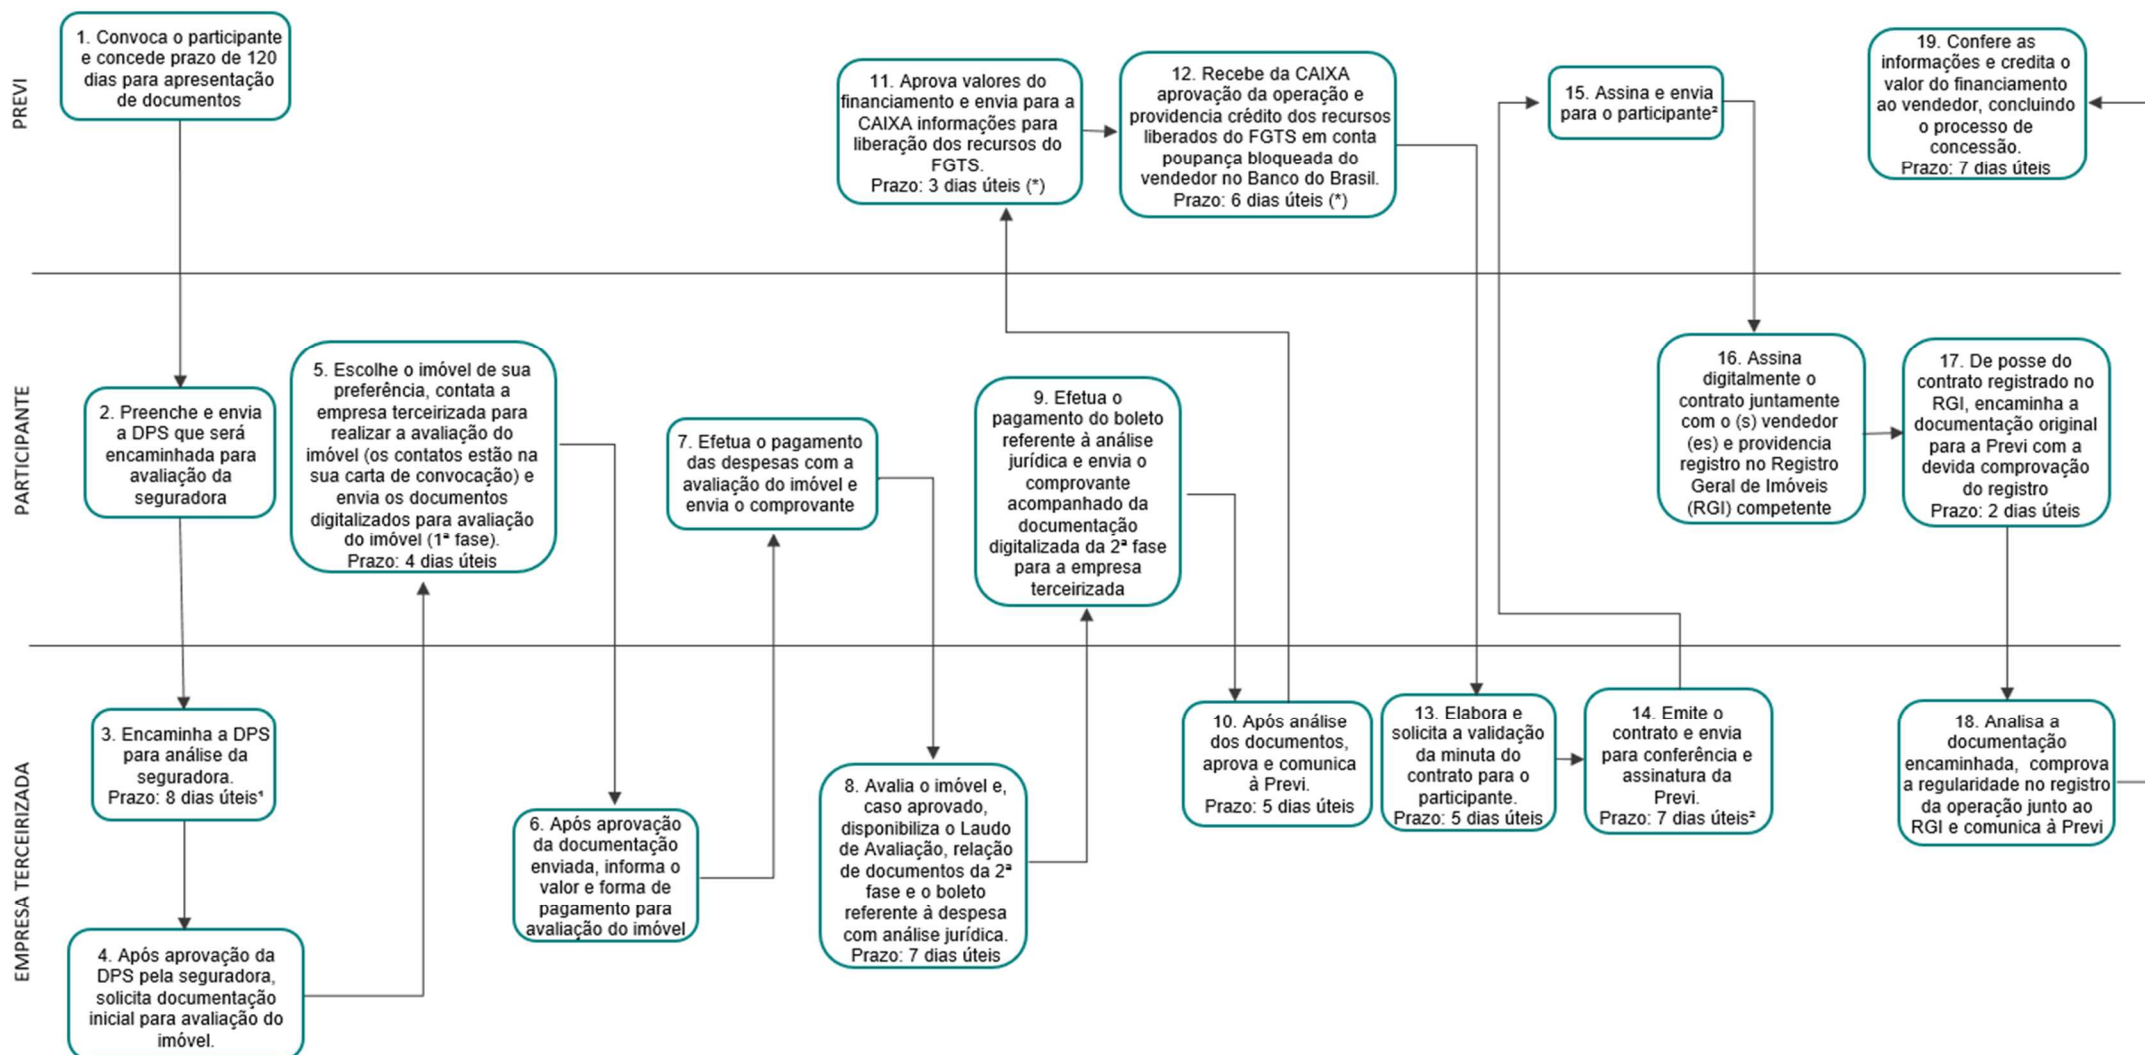 PREVI
1. Convoca o participante
e concede prazo de 120
dias para apresentação
de documentos
11. Aprova valores do
financiamento e envia para a
CAIXA informações para
liberação dos recursos do
FGTS.
Prazo: 3 dias úteis (*)
12. Recebe da CAIXA
aprovação da operação e
providencia crédito dos recursos
liberados do FGTS em conta
poupança bloqueada do
vendedor no Banco do Brasil.
Prazo: 6 dias úteis (*)
15. Assina e envia
para o participante²
19. Confere as
informações e credita o
valor do financiamento
ao vendedor, concluindo
o processo de
concessão.
Prazo: 7 dias úteis
PARTICIPANTE
2. Preenche e envia
a DPS que será
encaminhada para
avaliação da
seguradora
5. Escolhe o imóvel de sua
preferência, contata a
empresa terceirizada para
realizar a avaliação do
imóvel (os contatos estão na
sua carta de convocação) e
envia os documentos
digitalizados para avaliação
do imóvel (1ª fase).
Prazo: 4 dias úteis
7. Efetua o pagamento
das despesas com a
avaliação do imóvel e
envia o comprovante
9. Efetua o
pagamento do boleto
referente à análise
jurídica e envia o
comprovante
acompanhado da
documentação
digitalizada da 2ª fase
para a empresa
terceirizada
16. Assina
digitalmente o
contrato juntamente
com o (s) vendedor
(es) e providencia
registro no Registro
Geral de Imóveis
(RGI) competente
17. De posse do
contrato registrado no
RGI, encaminha a
documentação original
para a Previ com a
devida comprovação
do registro
Prazo: 2 dias úteis
EMPRESA TERCEIRIZADA
3. Encaminha a DPS
para análise da
seguradora.
Prazo: 8 dias úteis¹
4. Após aprovação da
DPS pela seguradora,
solicita documentação
inicial para avaliação do
imóvel.
6. Após aprovação
da documentação
enviada, informa o
valor e forma de
pagamento para
avaliação do imóvel
8. Avalia o imóvel e,
caso aprovado,
disponibiliza o Laudo
de Avaliação, relação
de documentos da 2ª
fase e o boleto
referente à despesa
com análise jurídica.
Prazo: 7 dias úteis
10. Após análise
dos documentos,
aprova e comunica
à Previ.
Prazo: 5 dias úteis
13. Elabora e
solicita a validação
da minuta do
contrato para o
participante.
Prazo: 5 dias úteis
14. Emite o
contrato e envia
para conferência e
assinatura da
Previ.
Prazo: 7 dias úteis²
18. Analisa a
documentação
encaminhada, comprova
a regularidade no registro
da operação junto ao
RGI e comunica à Previ